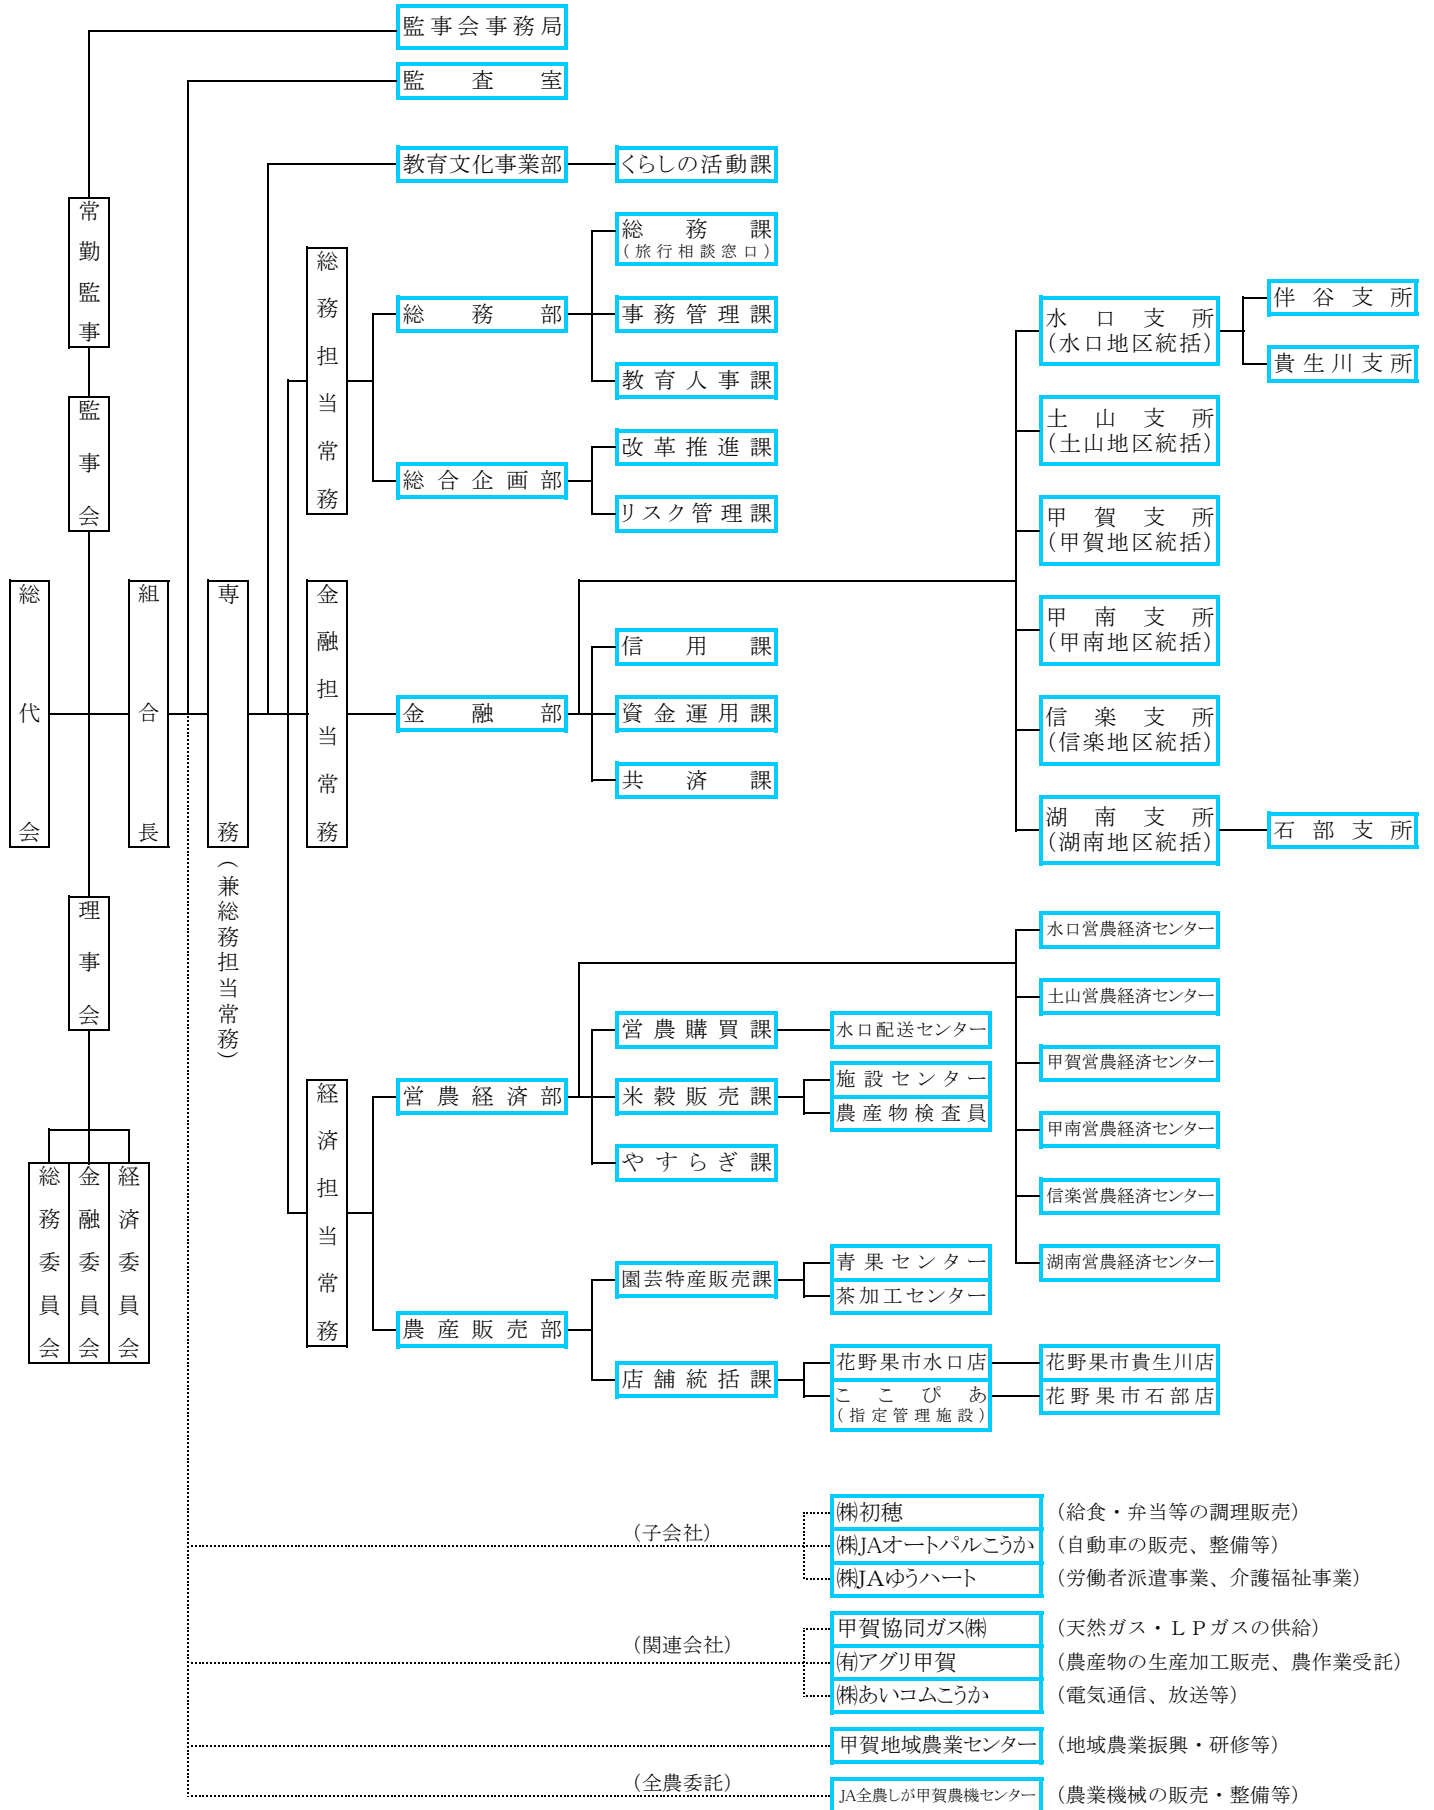 監事会事務局
監査室
教育文化事業部
くらしの活動課
常勤監事
監事会
総代会
組合長
専務
(兼総務担当常務)
理事会
総務委員会
金融委員会
経済委員会
総務担当常務
総務部
総務課
(旅行相談窓口)
事務管理課
教育人事課
総合企画部
改革推進課
リスク管理課
金融担当常務
金融部
信用課
資金運用課
共済課
水口支所
(水口地区統括)
伴谷支所
貴生川支所
土山支所
(土山地区統括)
甲賀支所
(甲賀地区統括)
甲南支所
(甲南地区統括)
信楽支所
(信楽地区統括)
湖南支所
(湖南地区統括)
石部支所
経済担当常務
営農経済部
営農購買課
水口配送センター
米穀販売課
施設センター
農産物検査員
やすらぎ課
水口営農経済センター
土山営農経済センター
甲賀営農経済センター
甲南営農経済センター
信楽営農経済センター
湖南営農経済センター
農産販売部
園芸特産販売課
青果センター
茶加工センター
店舗統括課
花野果市水口店
花野果市貴生川店
ここぴあ
(指定管理施設)
花野果市石部店
(子会社)
㈱初穂
(給食・弁当等の調理販売)
㈱JAオートパルこうか
(自動車の販売、整備等)
㈱JAゆうハート
(労働者派遣事業、介護福祉事業)
(関連会社)
甲賀協同ガス㈱
(天然ガス・ＬＰガスの供給)
㈲アグリ甲賀
(農産物の生産加工販売、農作業受託)
㈱あいコムこうか
(電気通信、放送等)
甲賀地域農業センター
(地域農業振興・研修等)
(全農委託)
JA全農しが甲賀農機センター
(農業機械の販売・整備等)